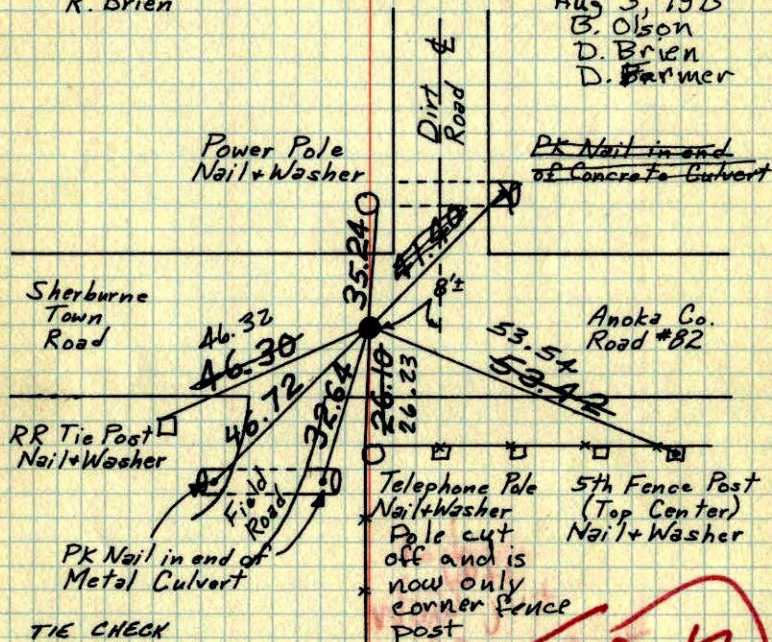 R. Brien
Aug 3, 19
B. Olson
D. Brien
D. Farmer
Dirt ℄
Road
Power Pole
Nail + Washer
PK Nail in end
of Concrete Culvert
35.24
41.40
8'±
Sherburne
Town
Road
46.32
46.30
53.54
53.42
Anoka Co.
Road #82
46.72
32.64
26.10
26.23
RR Tie Post
Nail + Washer
Field
Road
PK Nail in end of
Metal Culvert
Telephone Pole
Nail + Washer
Pole cut
off and is
now only
corner fence
post
5th Fence Post
(Top Center)
Nail + Washer
TIE CHECK